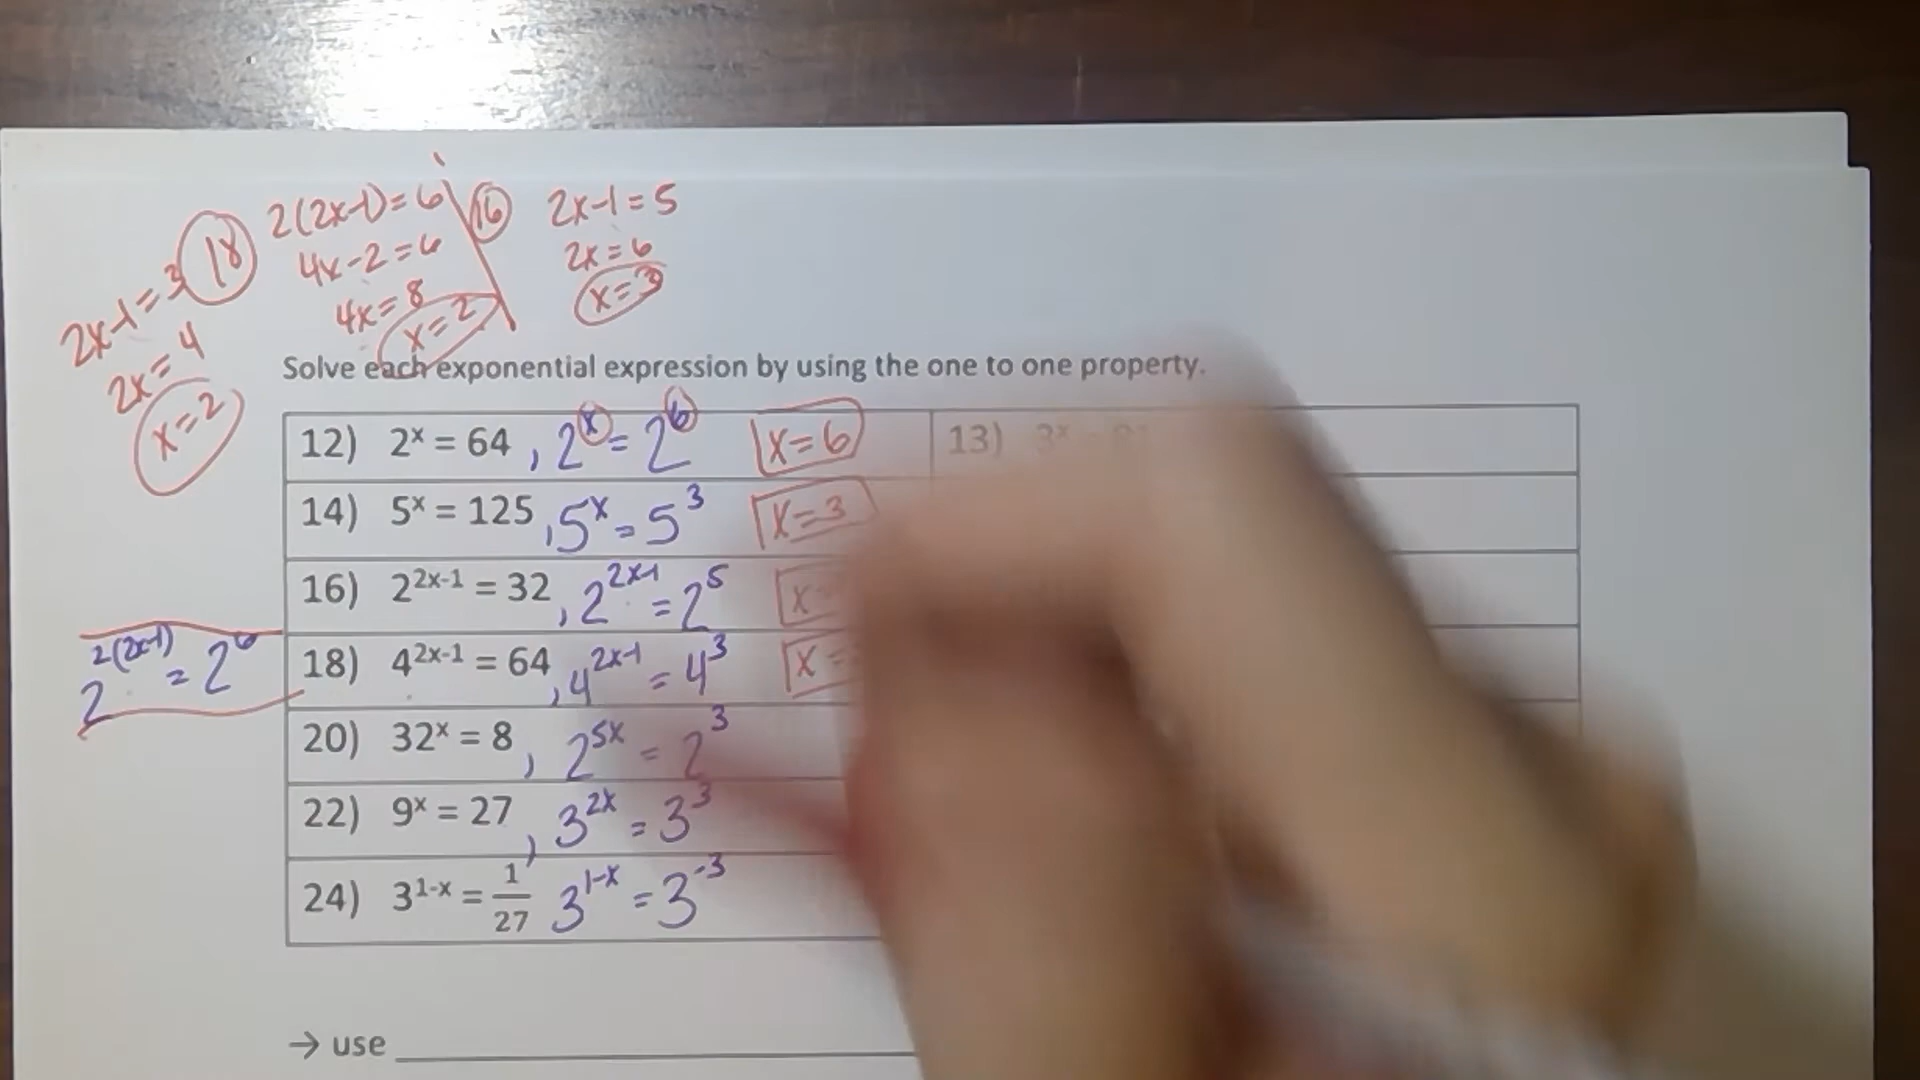 2(2x-1)=6
4x-2=6
4x=8
x=2
16
2x-1=5
2x=6
x=3
18
2x-1=3
2x=4
x=2
Solve each exponential expression by using the one to one property.
12) 2ˣ = 64 , 2ˣ = 2⁶ x=6
13)
14) 5ˣ = 125 , 5ˣ = 5³ x=3
16) 2²ˣ⁻¹ = 32 , 2²ˣ⁻¹ = 2⁵ x
2²⁽²ˣ⁻¹⁾ = 2⁶
18) 4²ˣ⁻¹ = 64 , 4²ˣ⁻¹ = 4³ x=
20) 32ˣ = 8 , 2⁵ˣ = 2³
22) 9ˣ = 27 , 3²ˣ = 3³
24) 3¹⁻ˣ = 1/27 , 3¹⁻ˣ = 3⁻³
→ use